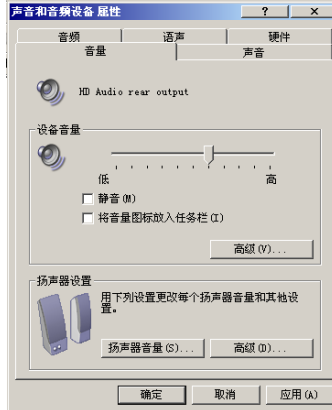 声音和音频设备 属性
音频 语声 硬件
音量 声音
HD Audio rear output
设备音量
低 高
静音(M)
将音量图标放入任务栏(I)
高级(V)...
扬声器设置
用下列设置更改每个扬声器音量和其他设
置。
扬声器音量(S)... 高级(D)...
确定 取消 应用(A)